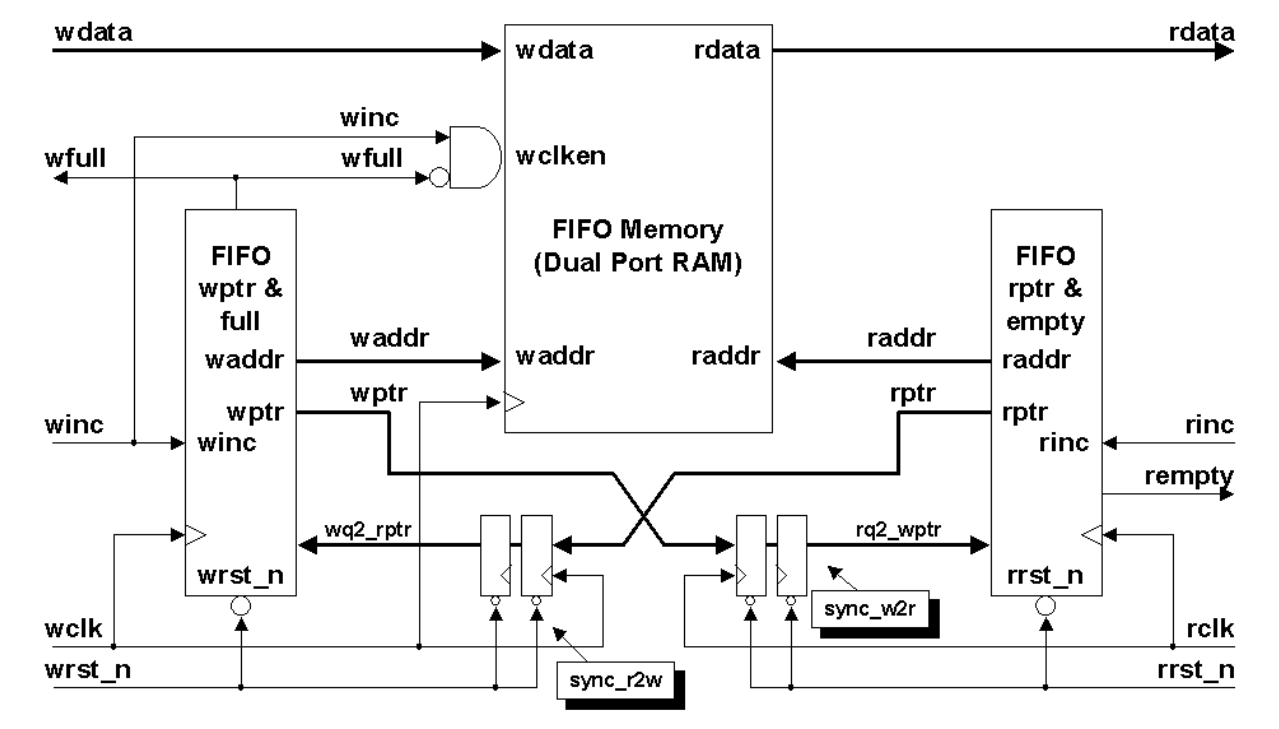 wdata
rdata
wdata
rdata
winc
wfull
wfull
wclken
FIFO Memory
(Dual Port RAM)
FIFO
wptr &
full
FIFO
rptr &
empty
waddr
waddr
waddr
raddr
raddr
raddr
wptr
wptr
rptr
rptr
winc
winc
rinc
rinc
rempty
wq2_rptr
rq2_wptr
wrst_n
rrst_n
sync_w2r
wclk
rclk
wrst_n
sync_r2w
rrst_n